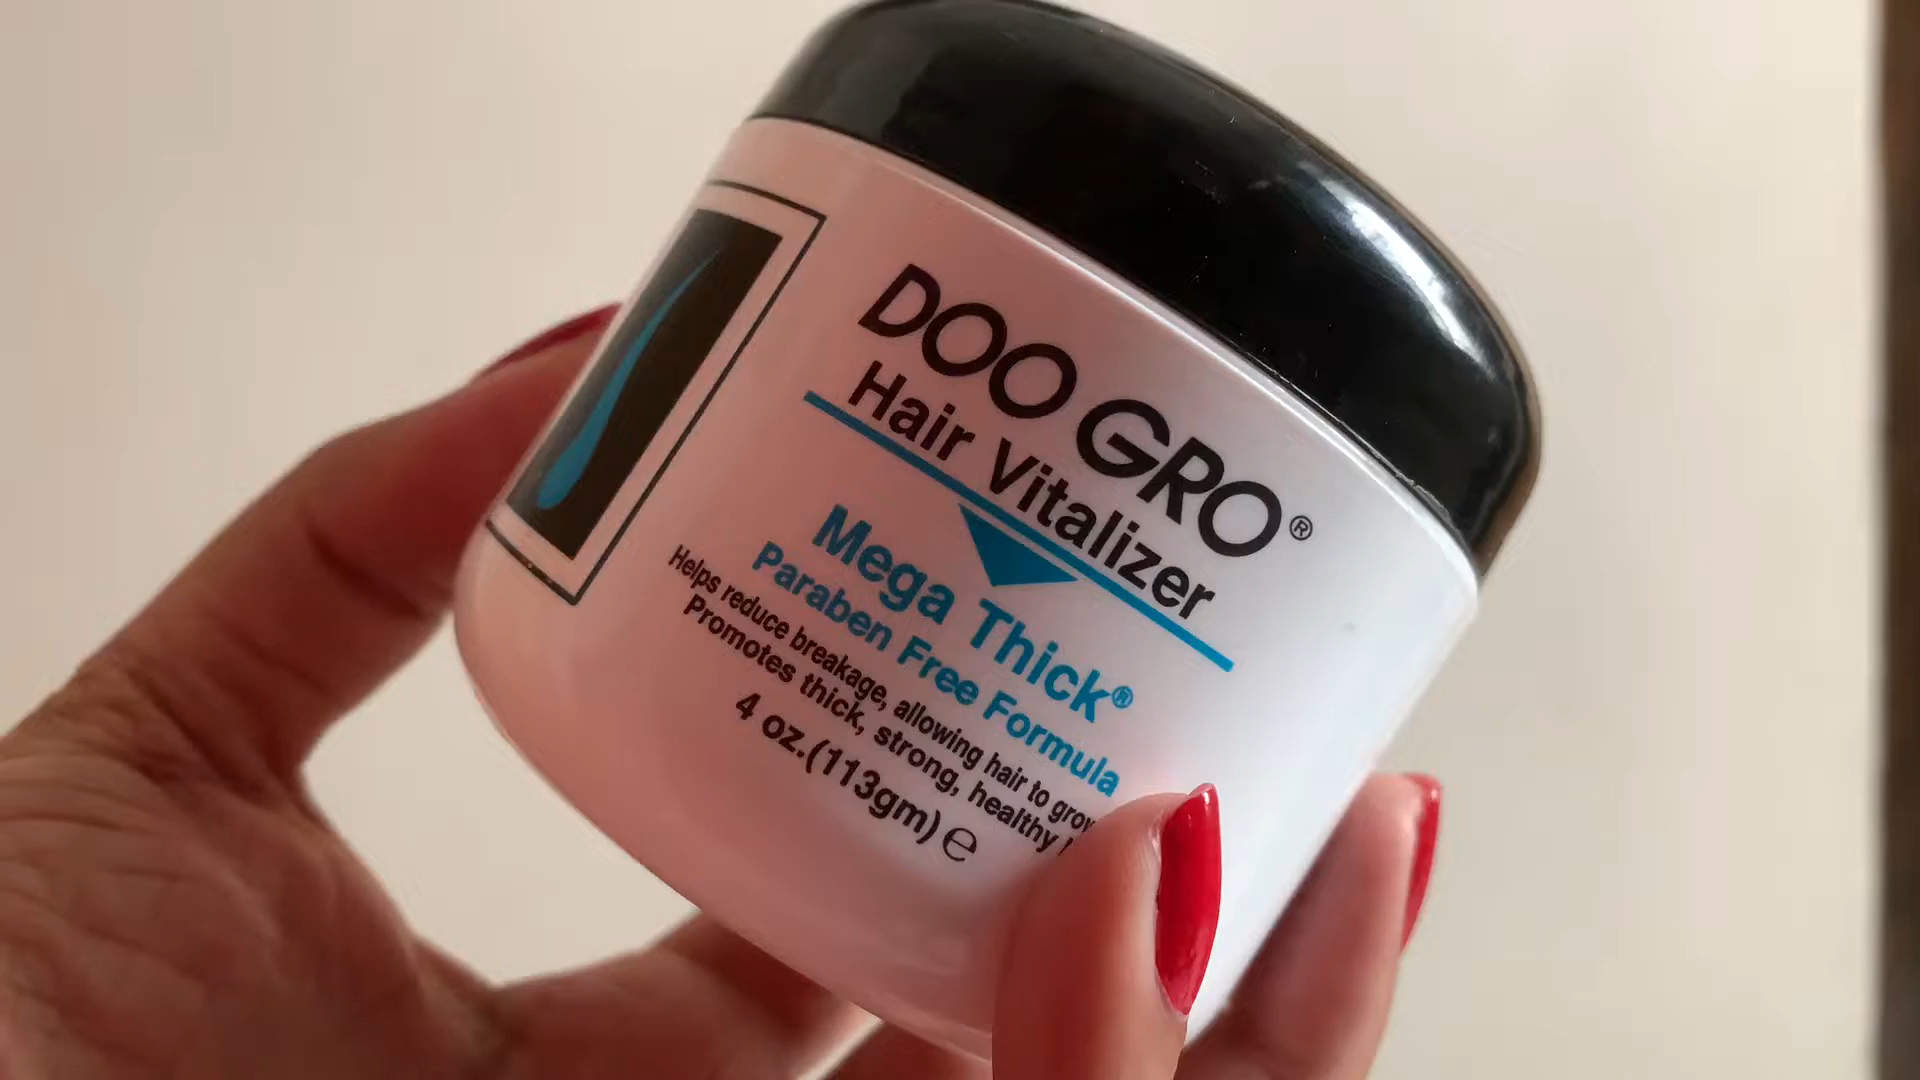 DOO GRO®
Hair Vitalizer
Mega Thick®
Paraben Free Formula
Helps reduce breakage, allowing hair to grow
Promotes thick, strong, healthy
4 oz.(113gm) ℮